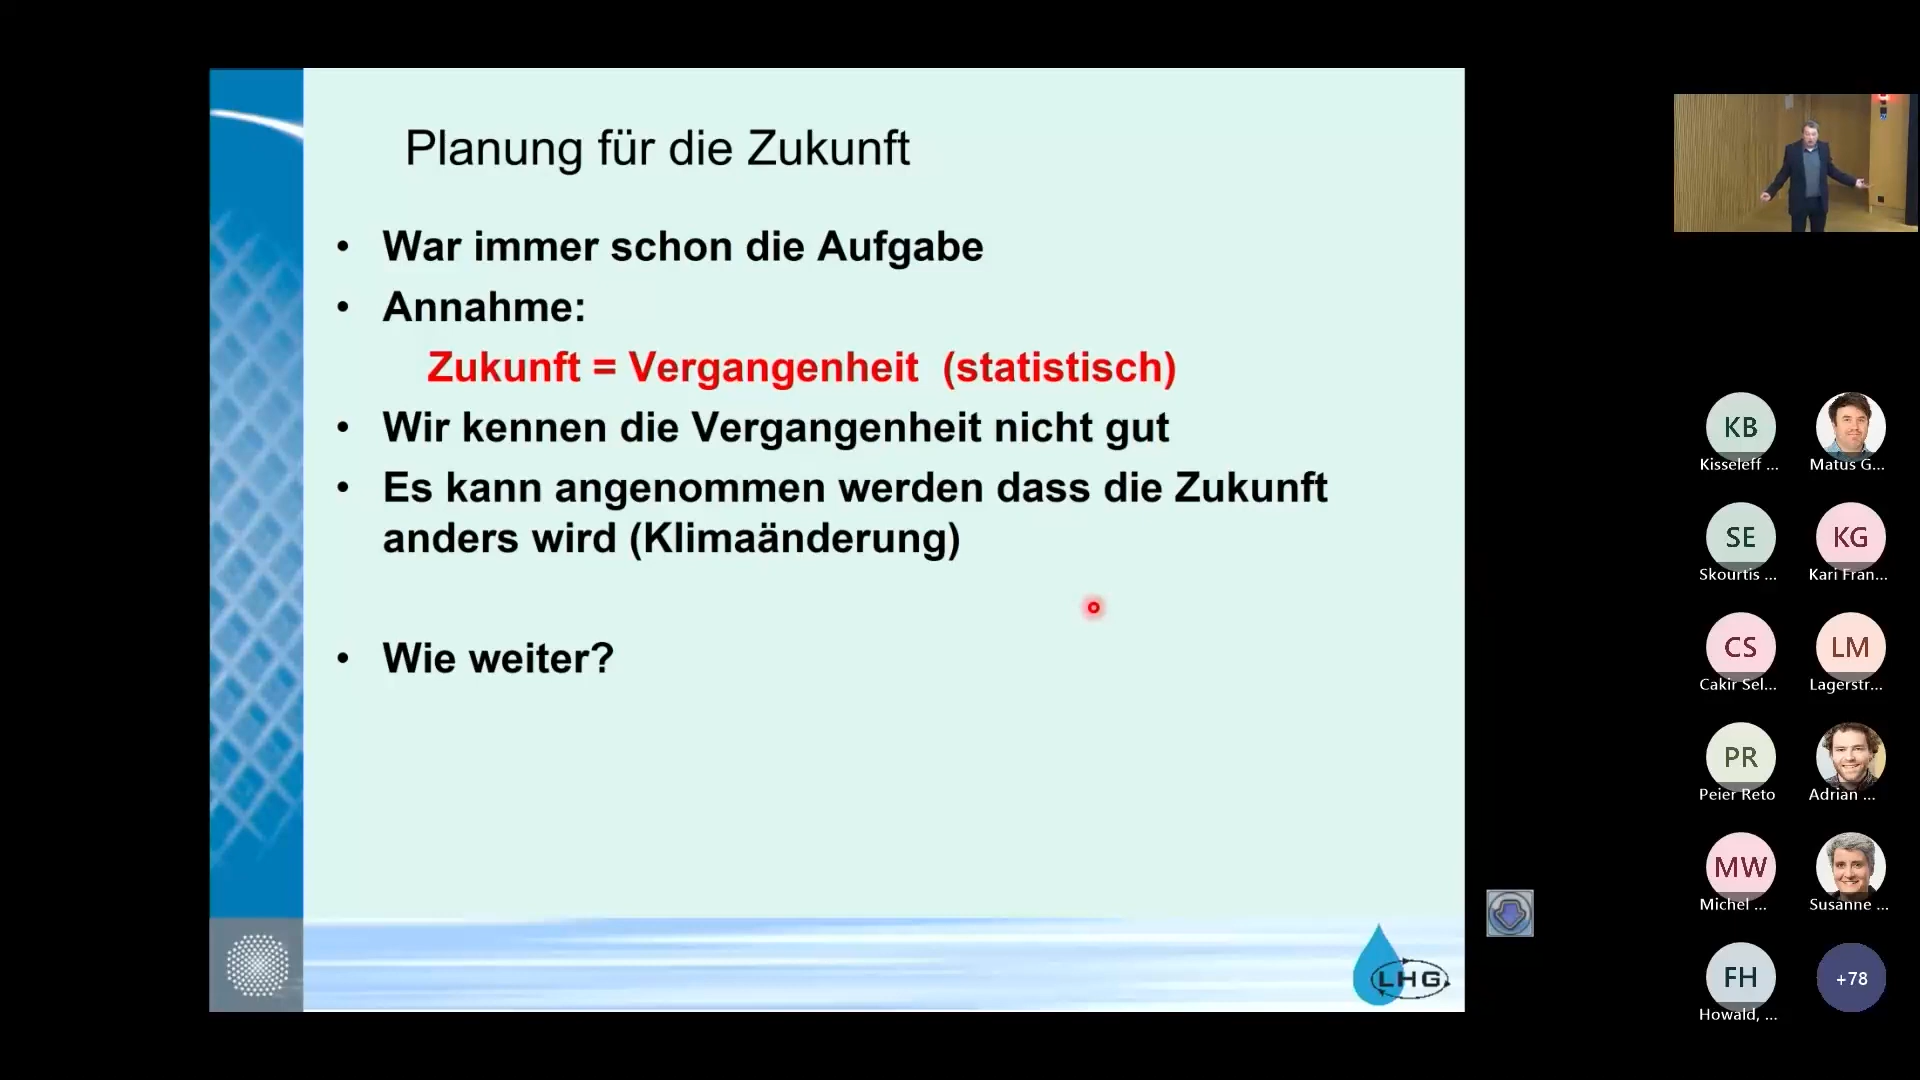 Planung für die Zukunft
• War immer schon die Aufgabe
• Annahme:
Zukunft = Vergangenheit (statistisch)
• Wir kennen die Vergangenheit nicht gut
• Es kann angenommen werden dass die Zukunft
anders wird (Klimaänderung)
• Wie weiter?
LHG
KB
Kisseleff ...
Matus G...
SE
KG
Skourtis ...
Kari Fran...
CS
LM
Cakir Sel...
Lagerstr...
PR
Peier Reto
Adrian ...
MW
Michel ...
Susanne ...
FH
+78
Howald, ...